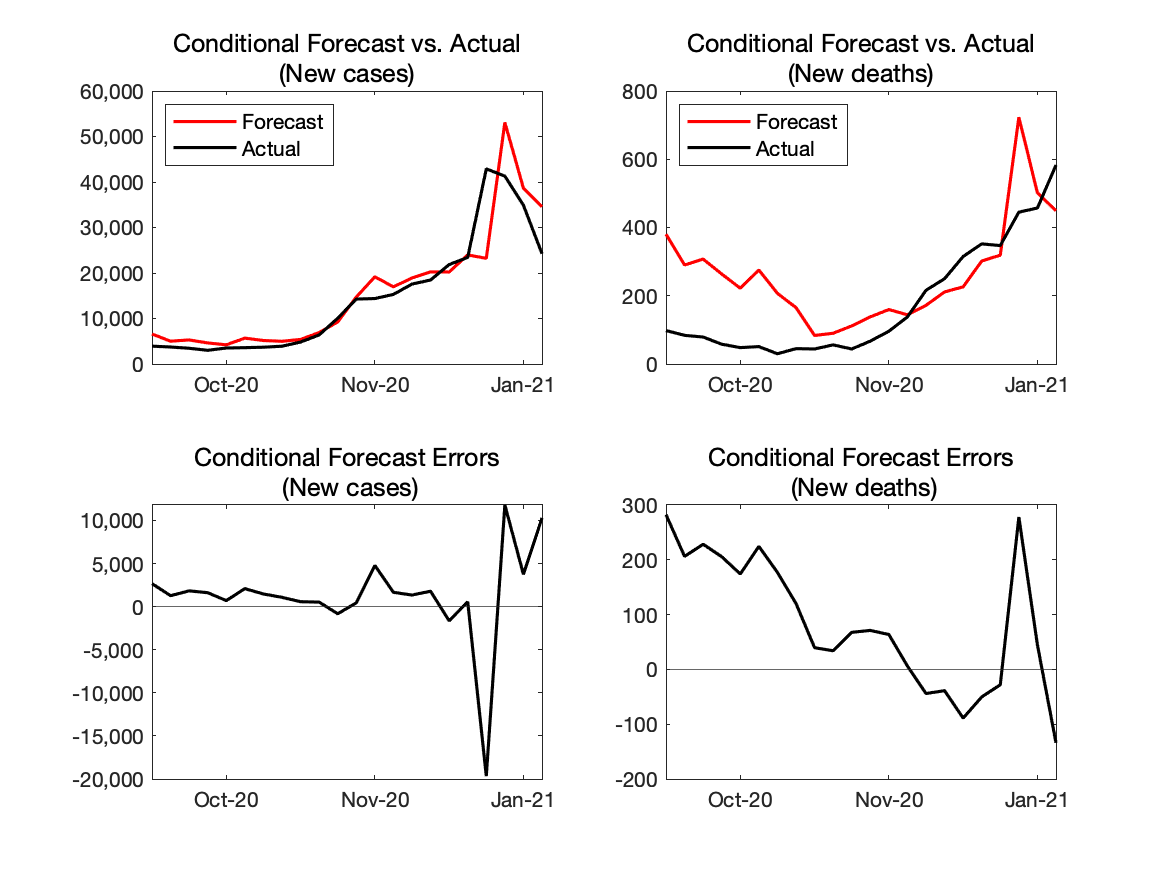 Conditional Forecast vs. Actual
(New cases)
60,000
50,000
40,000
30,000
20,000
10,000
0
Forecast
Actual
Oct-20 Nov-20 Jan-21
Conditional Forecast vs. Actual
(New deaths)
800
600
400
200
0
Forecast
Actual
Oct-20 Nov-20 Jan-21
Conditional Forecast Errors
(New cases)
10,000
5,000
0
-5,000
-10,000
-15,000
-20,000
Oct-20 Nov-20 Jan-21
Conditional Forecast Errors
(New deaths)
300
200
100
0
-100
-200
Oct-20 Nov-20 Jan-21